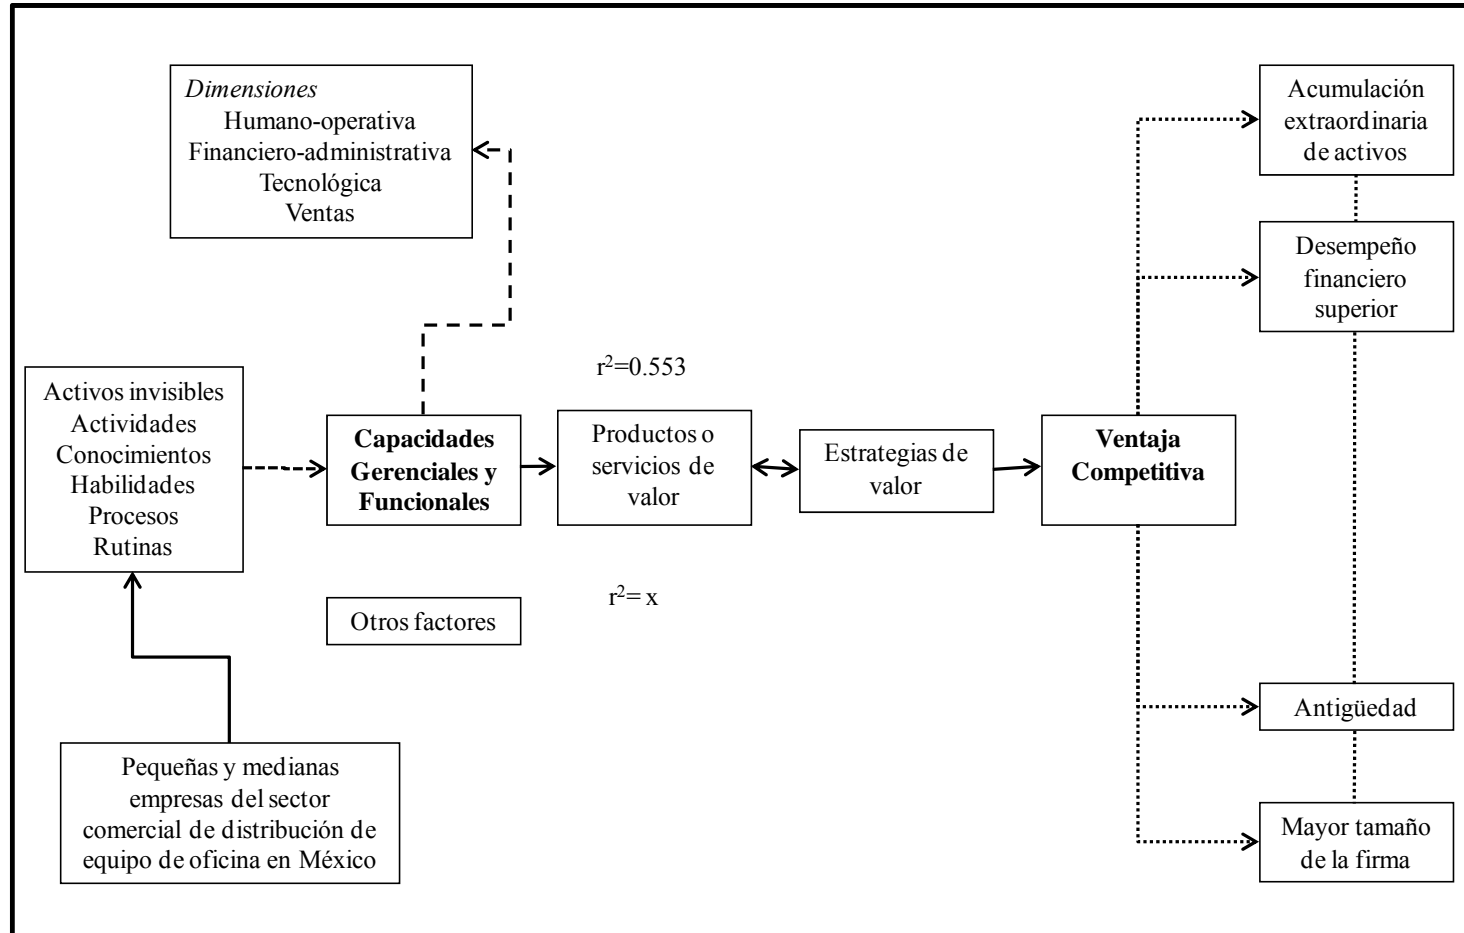 Dimensiones
Humano-operativa
Financiero-administrativa
Tecnológica
Ventas
Acumulación
extraordinaria
de activos
Desempeño
financiero
superior
r²=0.553
Activos invisibles
Actividades
Conocimientos
Habilidades
Procesos
Rutinas
Capacidades
Gerenciales y
Funcionales
Productos o
servicios de
valor
Estrategias de
valor
Ventaja
Competitiva
Otros factores
r²= x
Antigüedad
Pequeñas y medianas
empresas del sector
comercial de distribución de
equipo de oficina en México
Mayor tamaño
de la firma